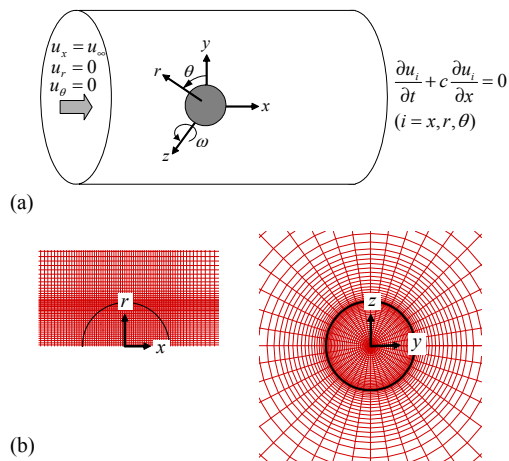 u_x = u_∞
u_r = 0
u_θ = 0
r
θ
y
x
z
ω
∂u_i/∂t + c ∂u_i/∂x = 0
(i = x, r, θ)
(a)
r
x
z
y
(b)